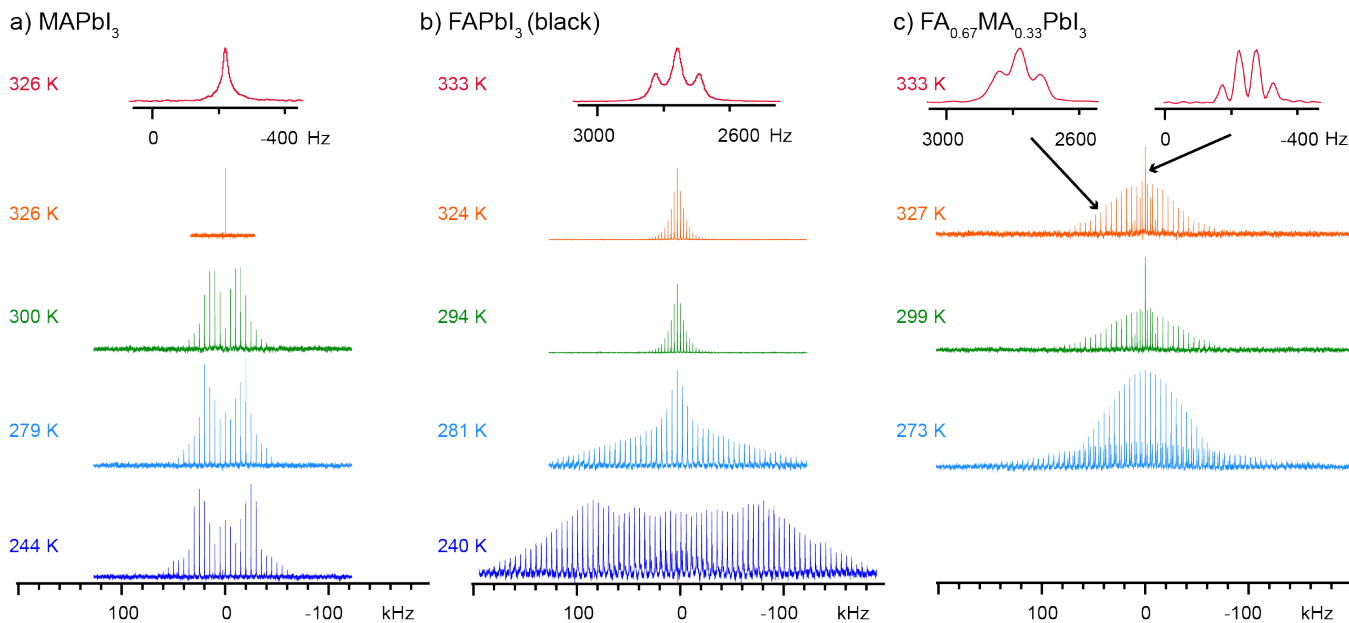 a) MAPbI3 b) FAPbI3 (black) c) FA0.67MA0.33PbI3
326 K 333 K 333 K
0 -400 Hz 3000 2600 Hz 3000 2600 0 -400 Hz
326 K 324 K 327 K
300 K 294 K 299 K
279 K 281 K 273 K
244 K 240 K
100 0 -100 kHz 100 0 -100 kHz 100 0 -100 kHz